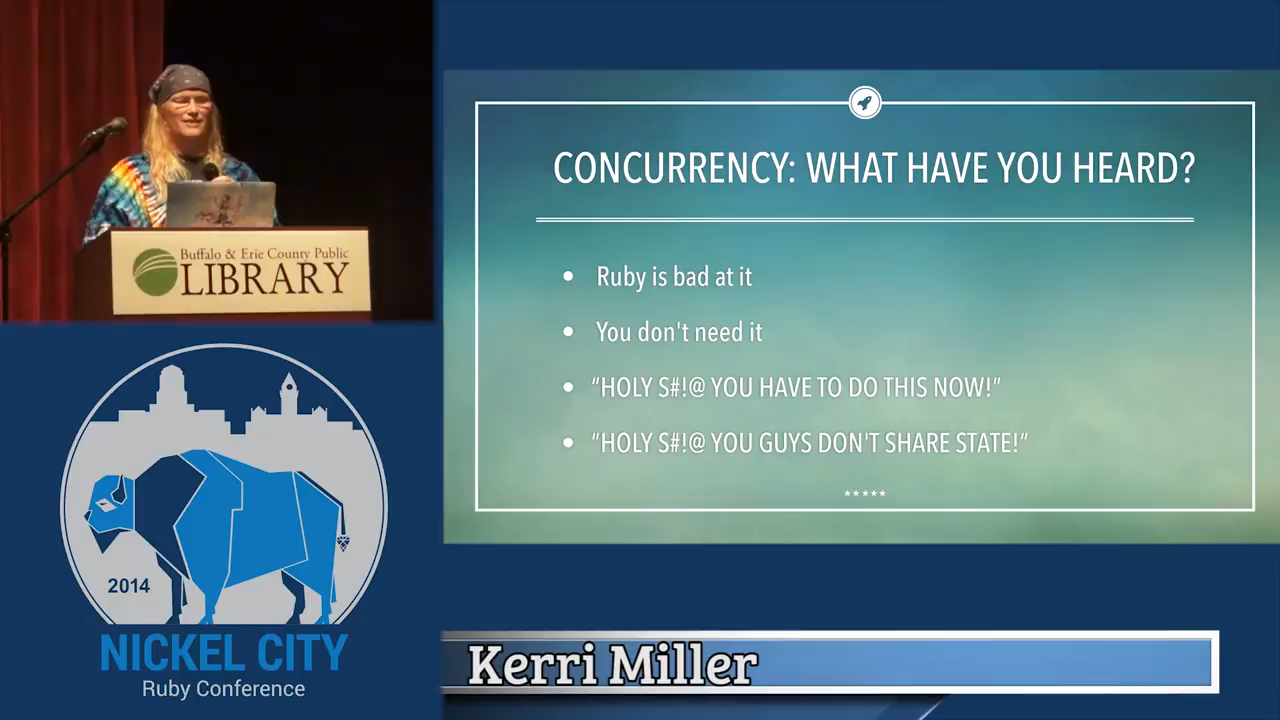 Buffalo & Erie County Public
LIBRARY
CONCURRENCY: WHAT HAVE YOU HEARD?
• Ruby is bad at it
• You don't need it
• “HOLY S#!@ YOU HAVE TO DO THIS NOW!”
• “HOLY S#!@ YOU GUYS DON'T SHARE STATE!”
2014
NICKEL CITY
Ruby Conference
Kerri Miller